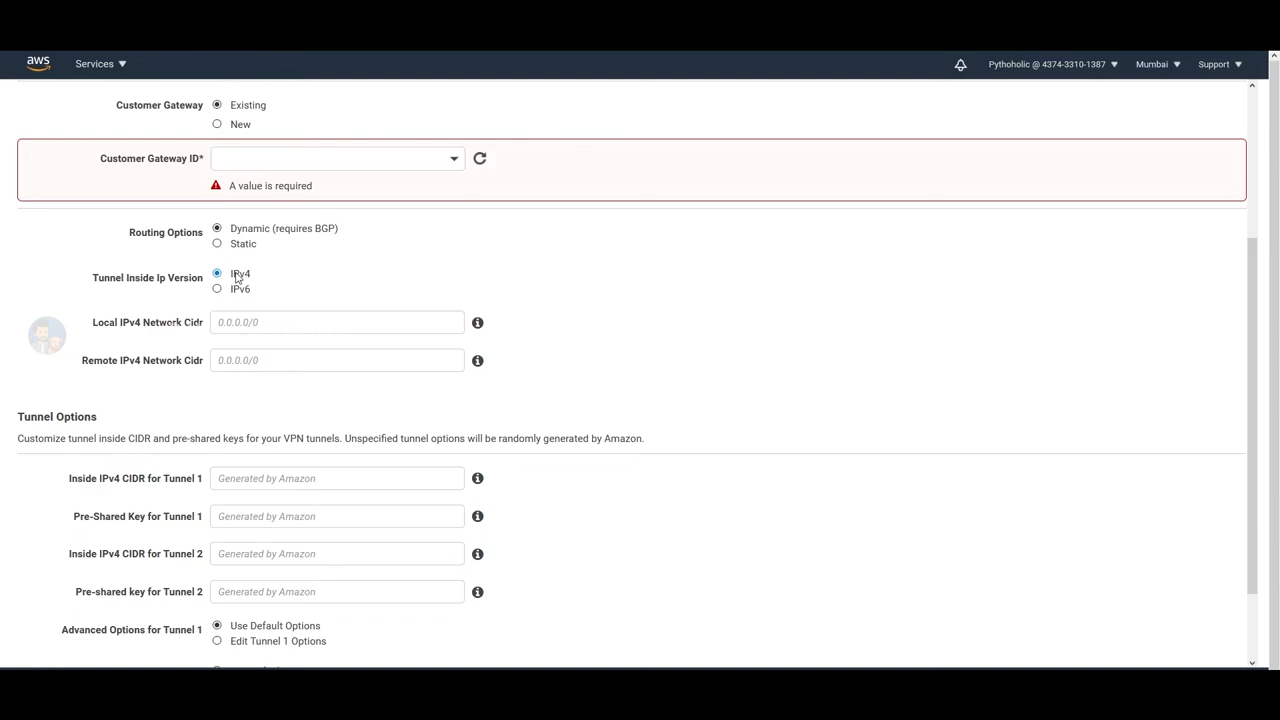 aws Services Pythoholic @ 4374-3310-1387 Mumbai Support
Customer Gateway Existing
New
Customer Gateway ID*
A value is required
Routing Options Dynamic (requires BGP)
Static
Tunnel Inside Ip Version IPv4
IPv6
Local IPv4 Network Cidr 0.0.0.0/0
Remote IPv4 Network Cidr 0.0.0.0/0
Tunnel Options
Customize tunnel inside CIDR and pre-shared keys for your VPN tunnels. Unspecified tunnel options will be randomly generated by Amazon.
Inside IPv4 CIDR for Tunnel 1 Generated by Amazon
Pre-Shared Key for Tunnel 1 Generated by Amazon
Inside IPv4 CIDR for Tunnel 2 Generated by Amazon
Pre-shared key for Tunnel 2 Generated by Amazon
Advanced Options for Tunnel 1 Use Default Options
Edit Tunnel 1 Options